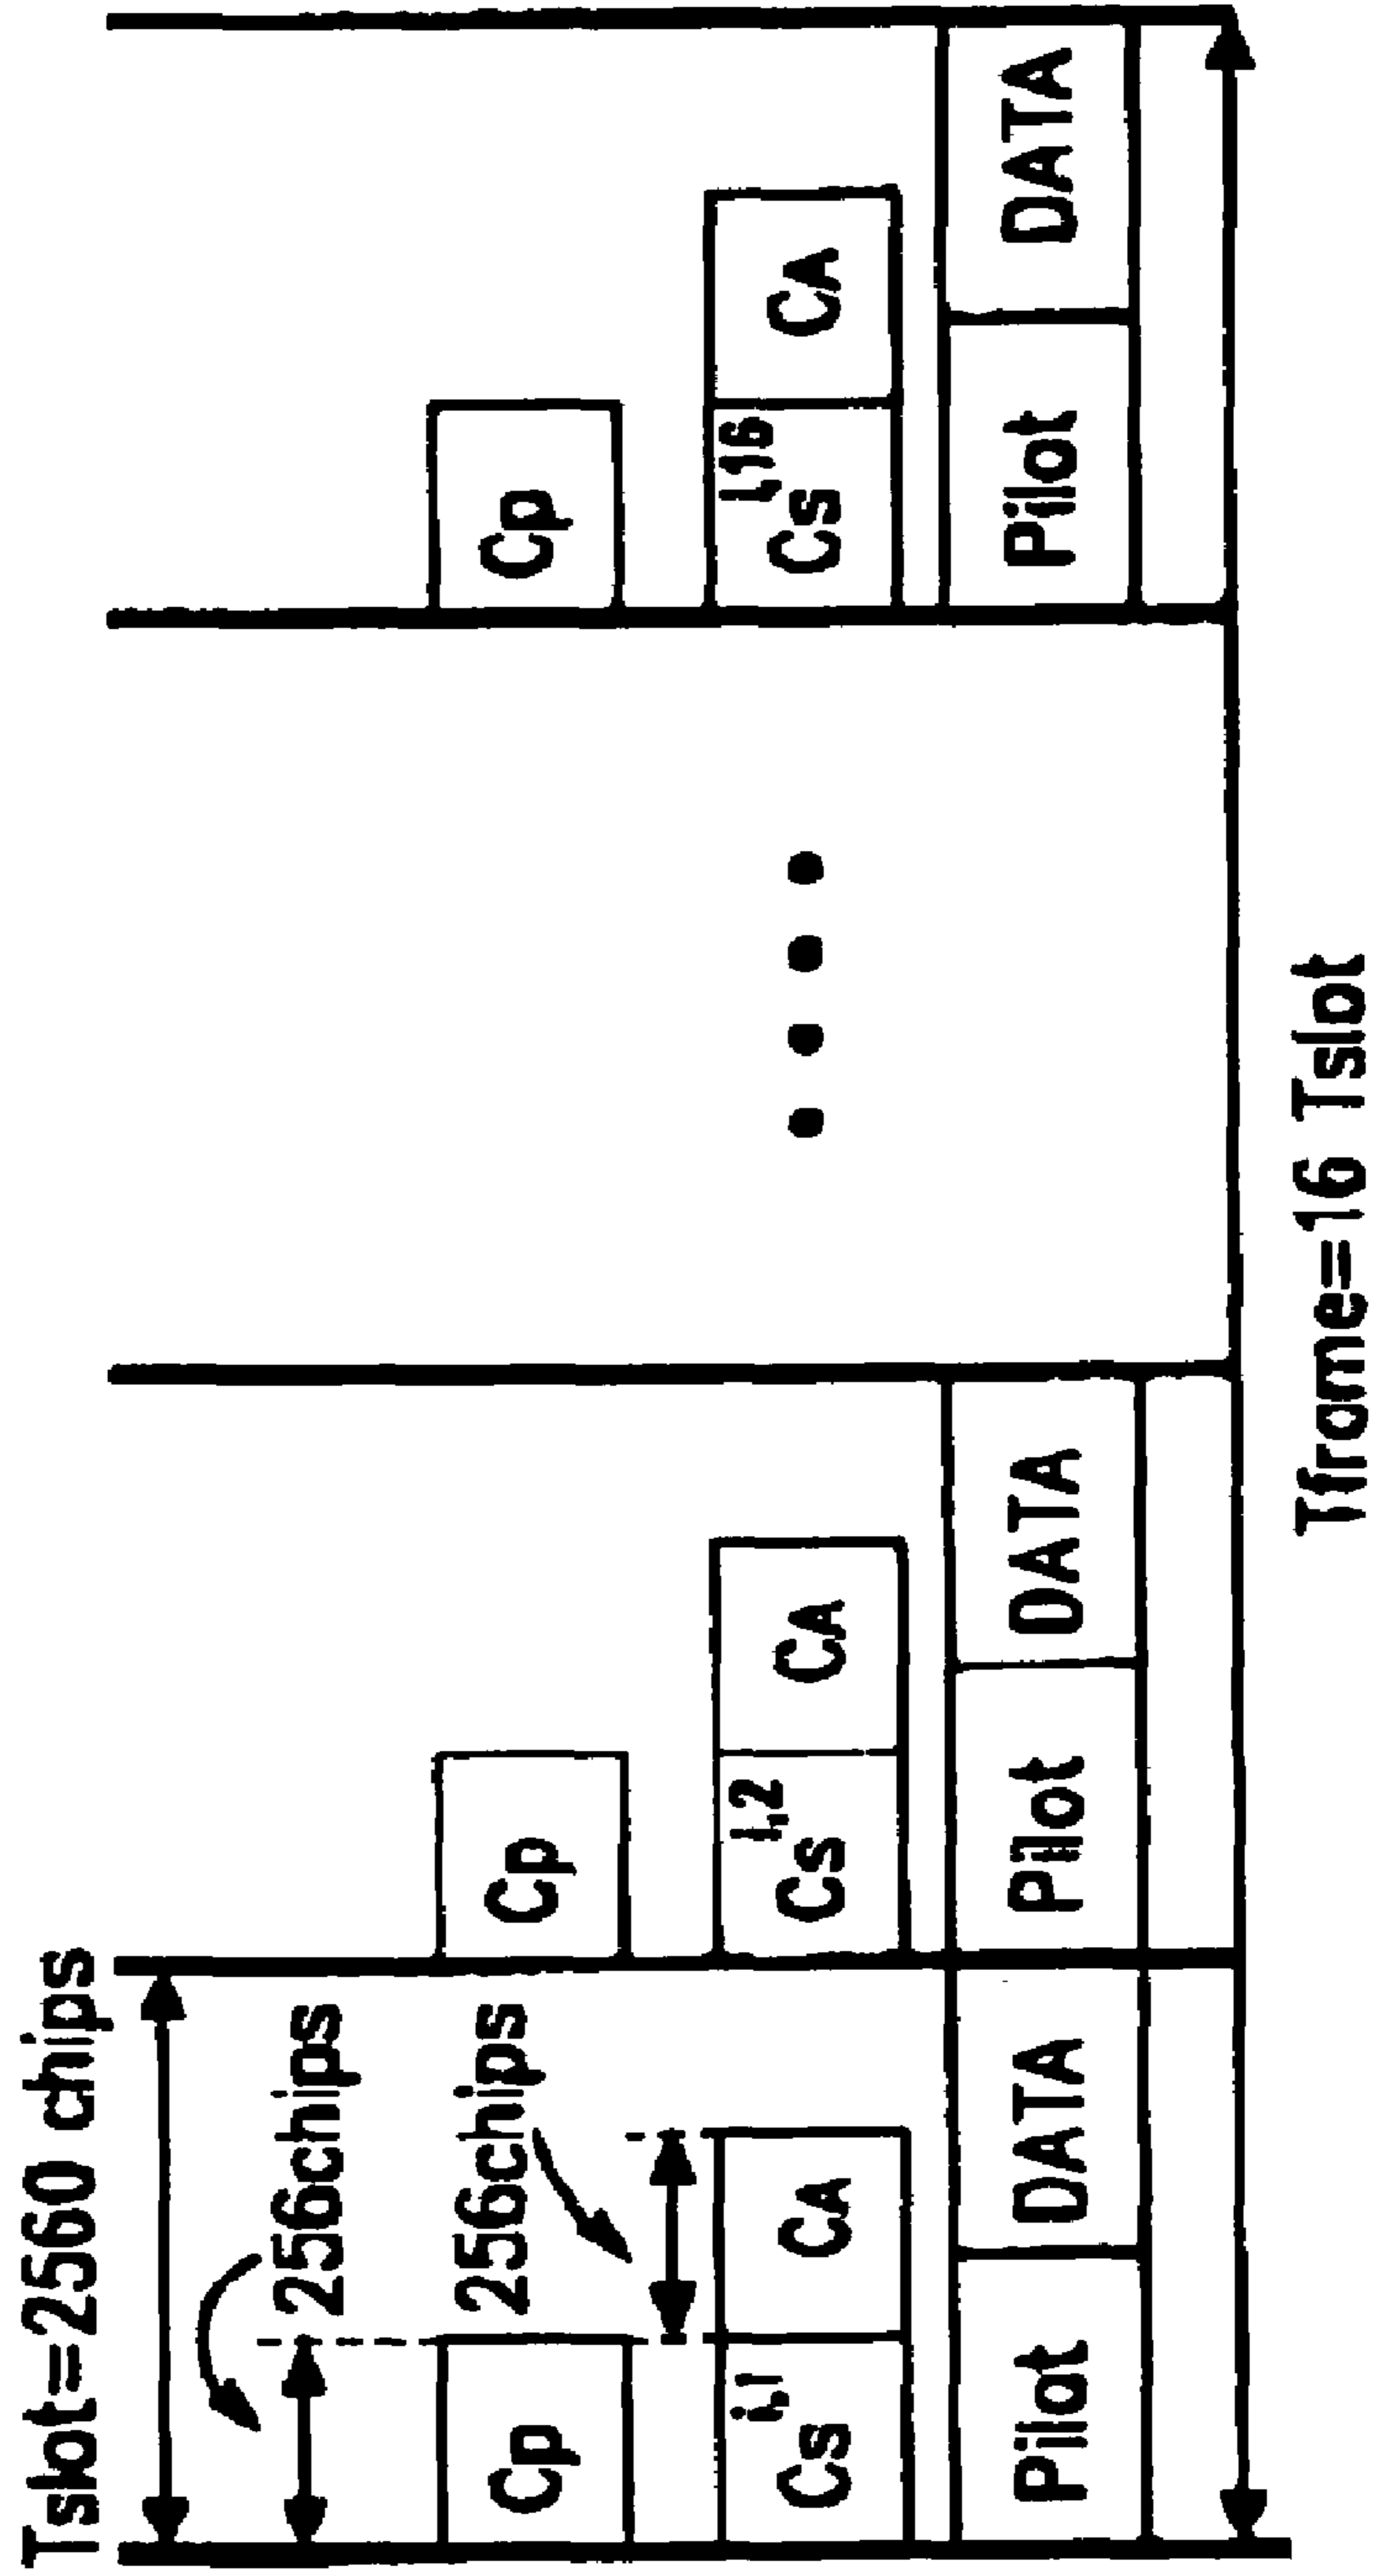 Tslot=2560 chips
256chips
256chips
Cp
Cp
Cp
Cs i,1
CA
Cs i,2
CA
Cs i,16
CA
Pilot
DATA
Pilot
DATA
Pilot
DATA
Tframe=16 Tslot